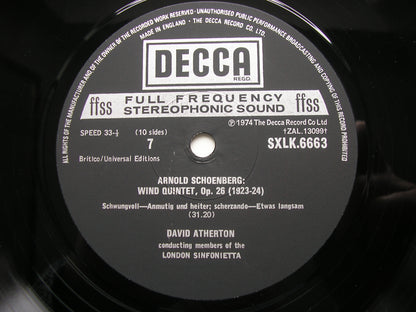 ALL RIGHTS OF THE MANUFACTURER AND OF THE OWNER OF THE RECORDED WORK RESERVED · UNAUTHORISED PUBLIC PERFORMANCE BROADCASTING AND COPYING OF THIS RECORD PROHIBITED
MADE IN ENGLAND · THE DECCA RECORD CO. LTD.
DECCA
REGD.
ffss FULL FREQUENCY STEREOPHONIC SOUND ffss
SPEED 33-⅓ (10 sides) ℗ 1974 The Decca Record Co Ltd
†ZAL.13099†
7 SXLK.6663
Britico/Universal Editions
ARNOLD SCHOENBERG:
WIND QUINTET, Op. 26 (1923-24)
Schwungvoll—Anmutig und heiter; scherzando—Etwas langsam
(31.20)
DAVID ATHERTON
conducting members of the
LONDON SINFONIETTA